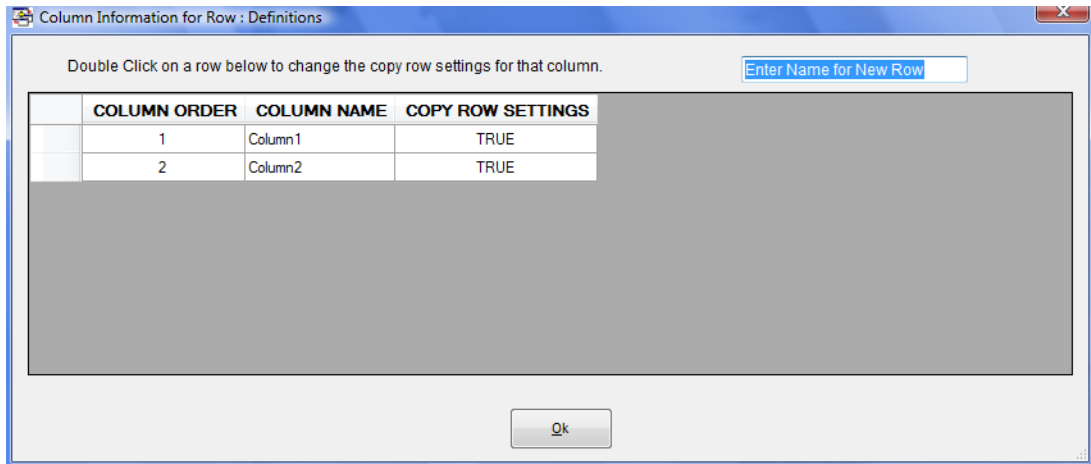 Column Information for Row : Definitions
Double Click on a row below to change the copy row settings for that column.
Enter Name for New Row
COLUMN ORDER COLUMN NAME COPY ROW SETTINGS
1 Column1 TRUE
2 Column2 TRUE
Ok